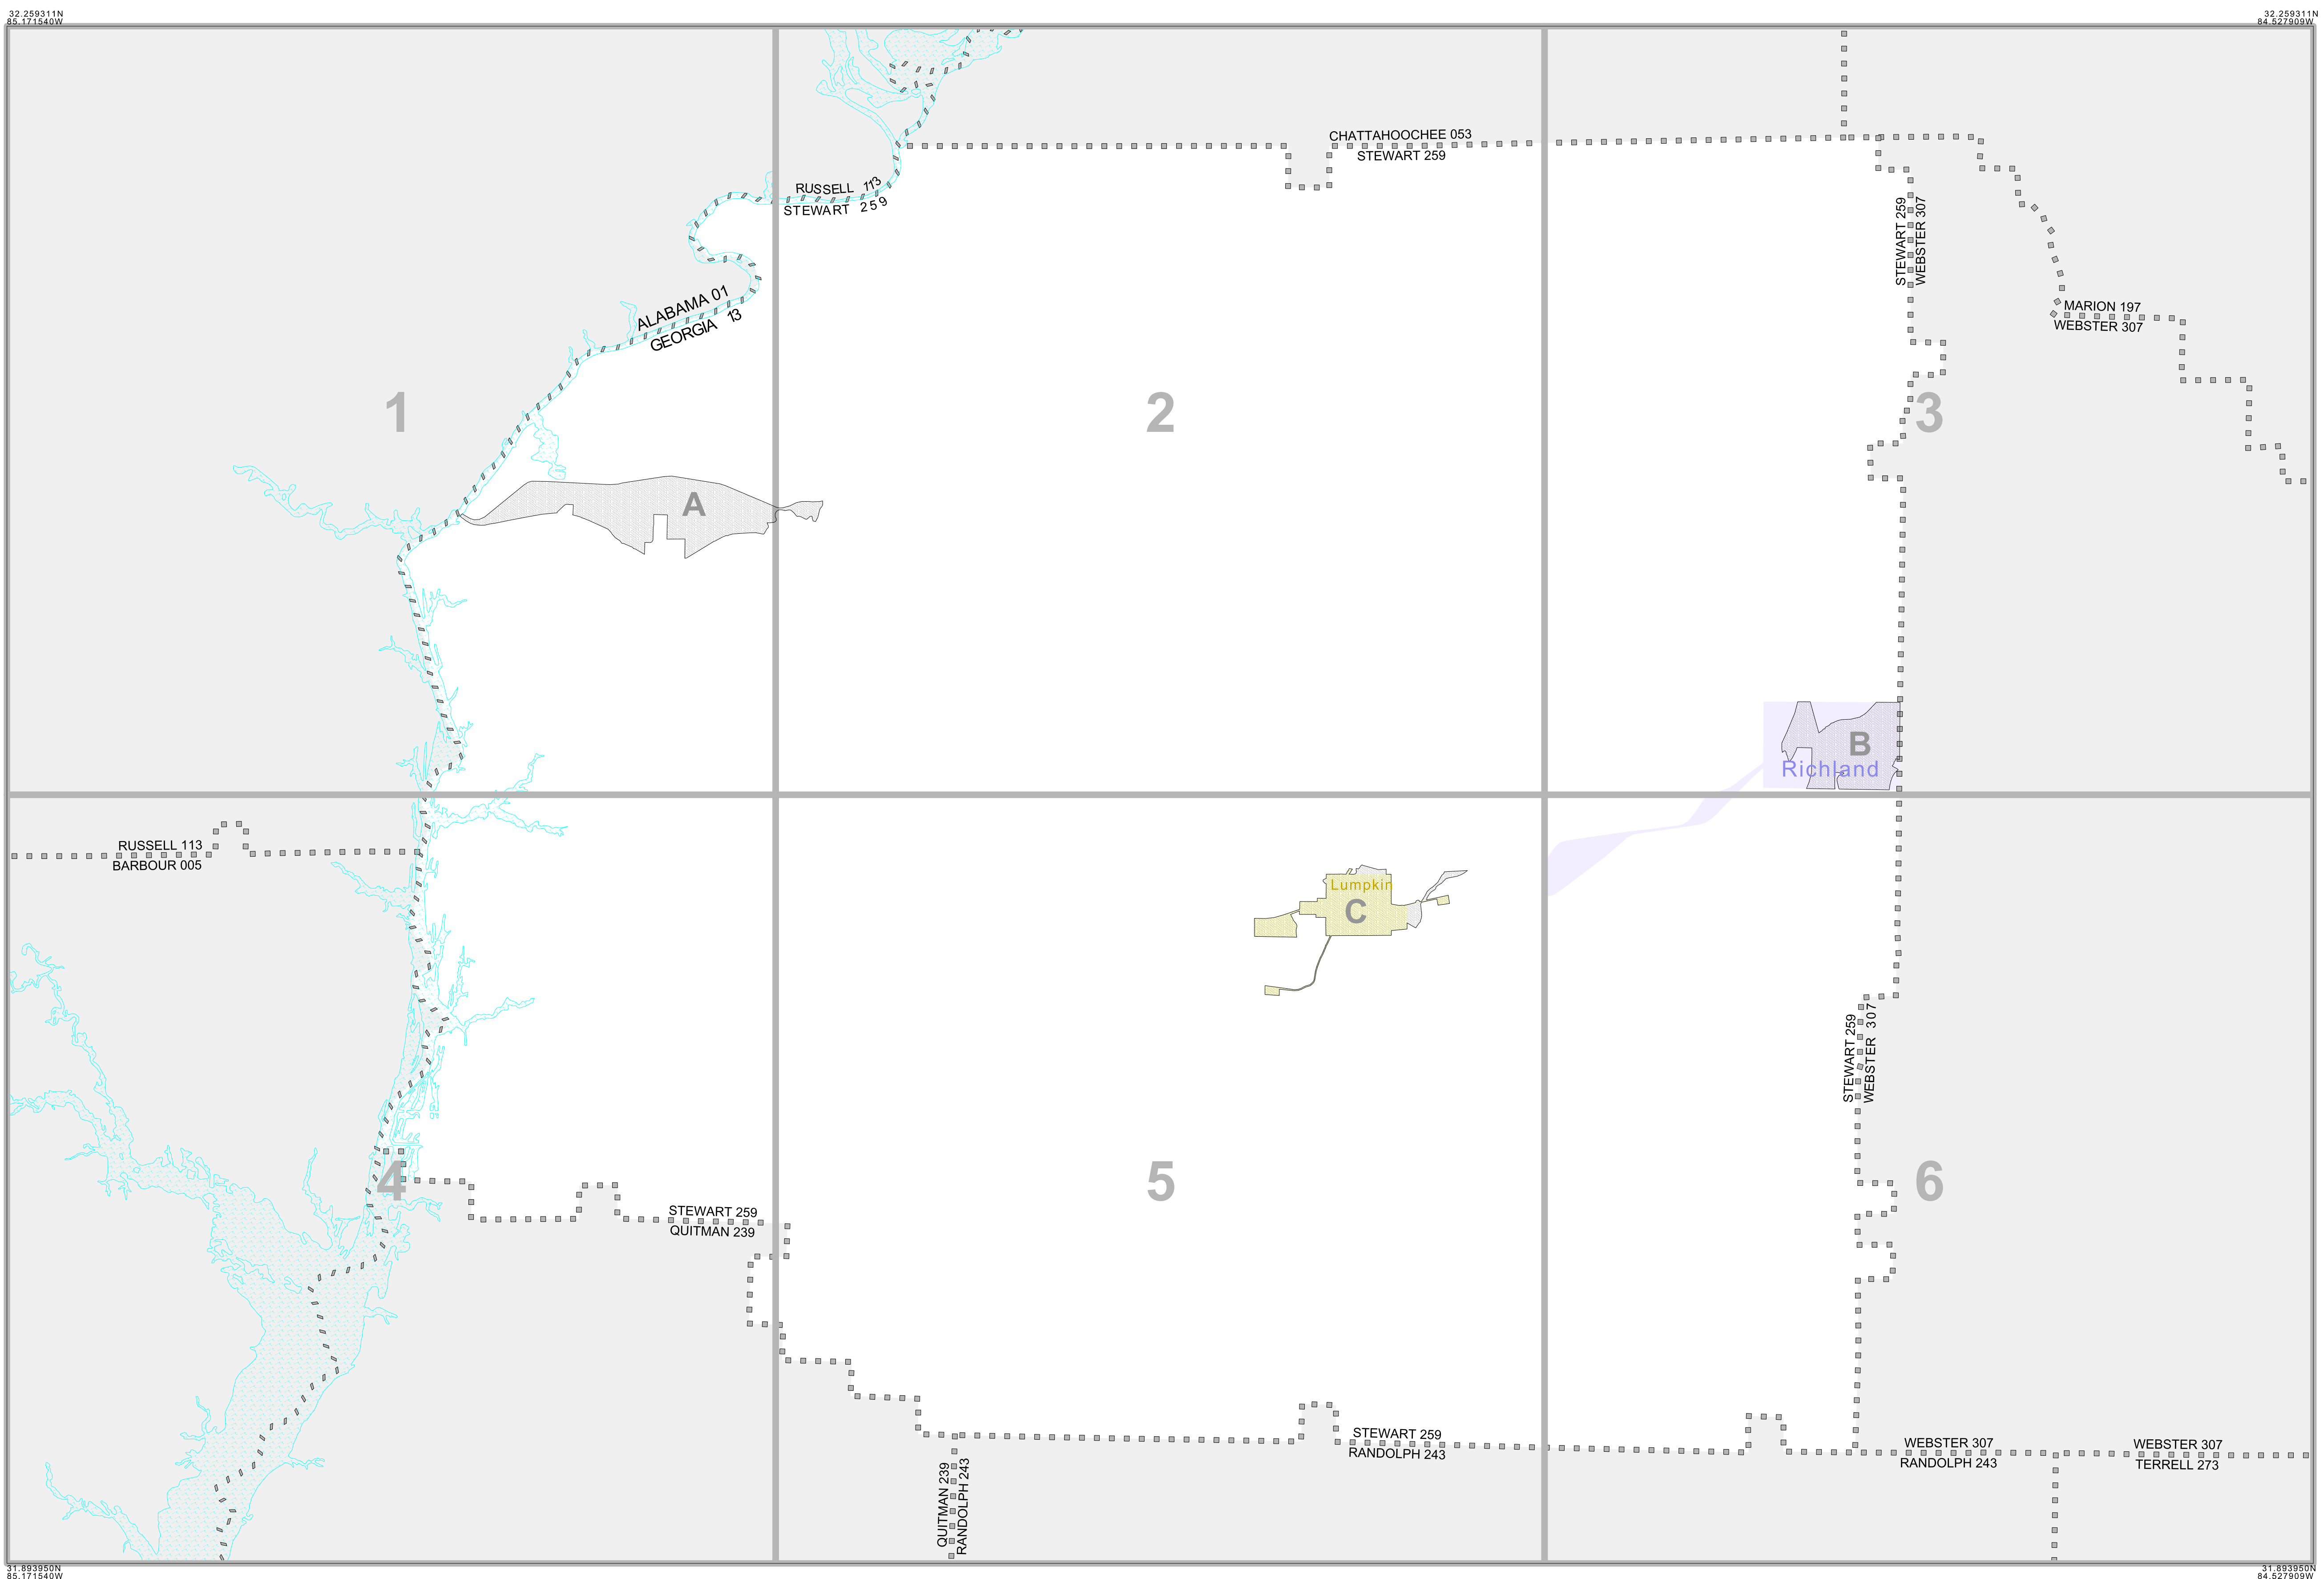 32.259311N
85.171540W
32.259311N
84.527909W
CHATTAHOOCHEE 053
STEWART 259
RUSSELL 113
STEWART 259
STEWART 259
WEBSTER 307
ALABAMA 01
GEORGIA 13
MARION 197
WEBSTER 307
1
2
3
A
B
Richland
RUSSELL 113
BARBOUR 005
Lumpkin
C
STEWART 259
WEBSTER 307
4
5
6
STEWART 259
QUITMAN 239
STEWART 259
RANDOLPH 243
WEBSTER 307
RANDOLPH 243
WEBSTER 307
TERRELL 273
QUITMAN 239
RANDOLPH 243
31.893950N
85.171540W
31.893950N
84.527909W